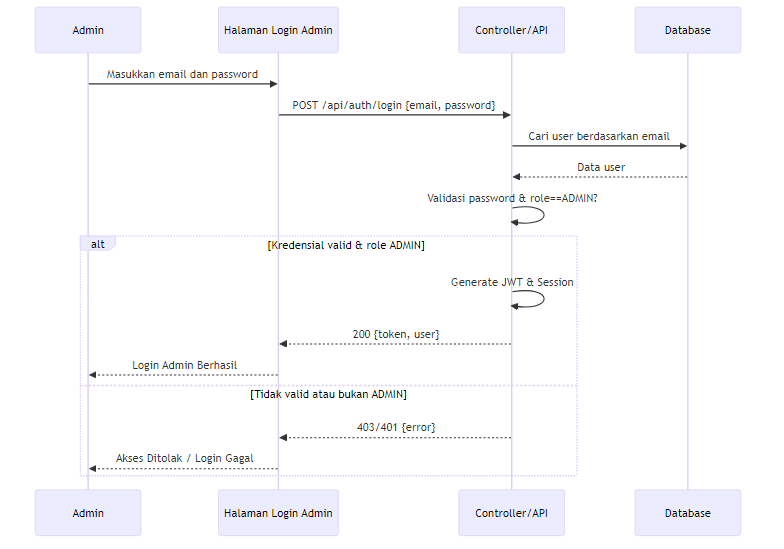 Admin
Halaman Login Admin
Controller/API
Database
Masukkan email dan password
POST /api/auth/login {email, password}
Cari user berdasarkan email
Data user
Validasi password & role==ADMIN?
alt
[Kredensial valid & role ADMIN]
Generate JWT & Session
200 {token, user}
Login Admin Berhasil
[Tidak valid atau bukan ADMIN]
403/401 {error}
Akses Ditolak / Login Gagal
Admin
Halaman Login Admin
Controller/API
Database